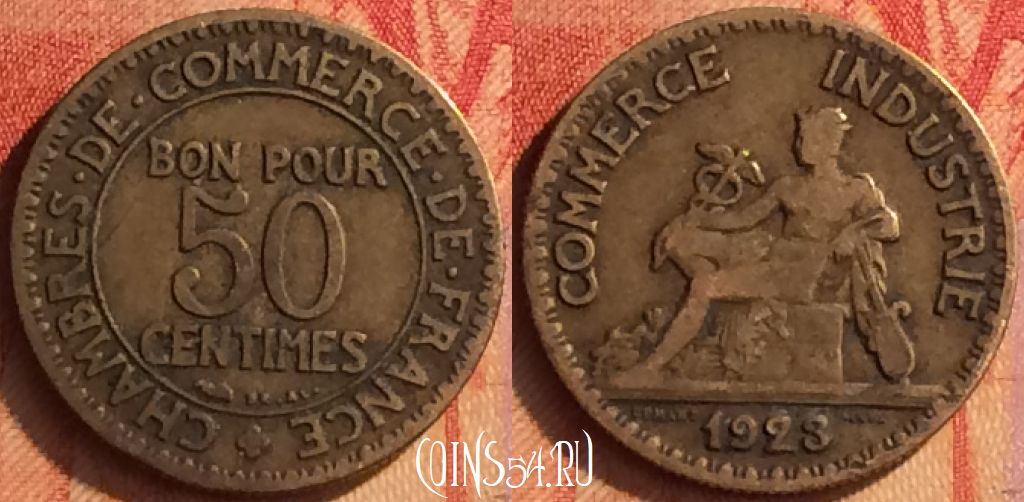 CHAMBRES · DE · COMMERCE · DE · FRANCE
BON POUR
50
CENTIMES
COMMERCE INDUSTRIE
1923
COINS54.RU